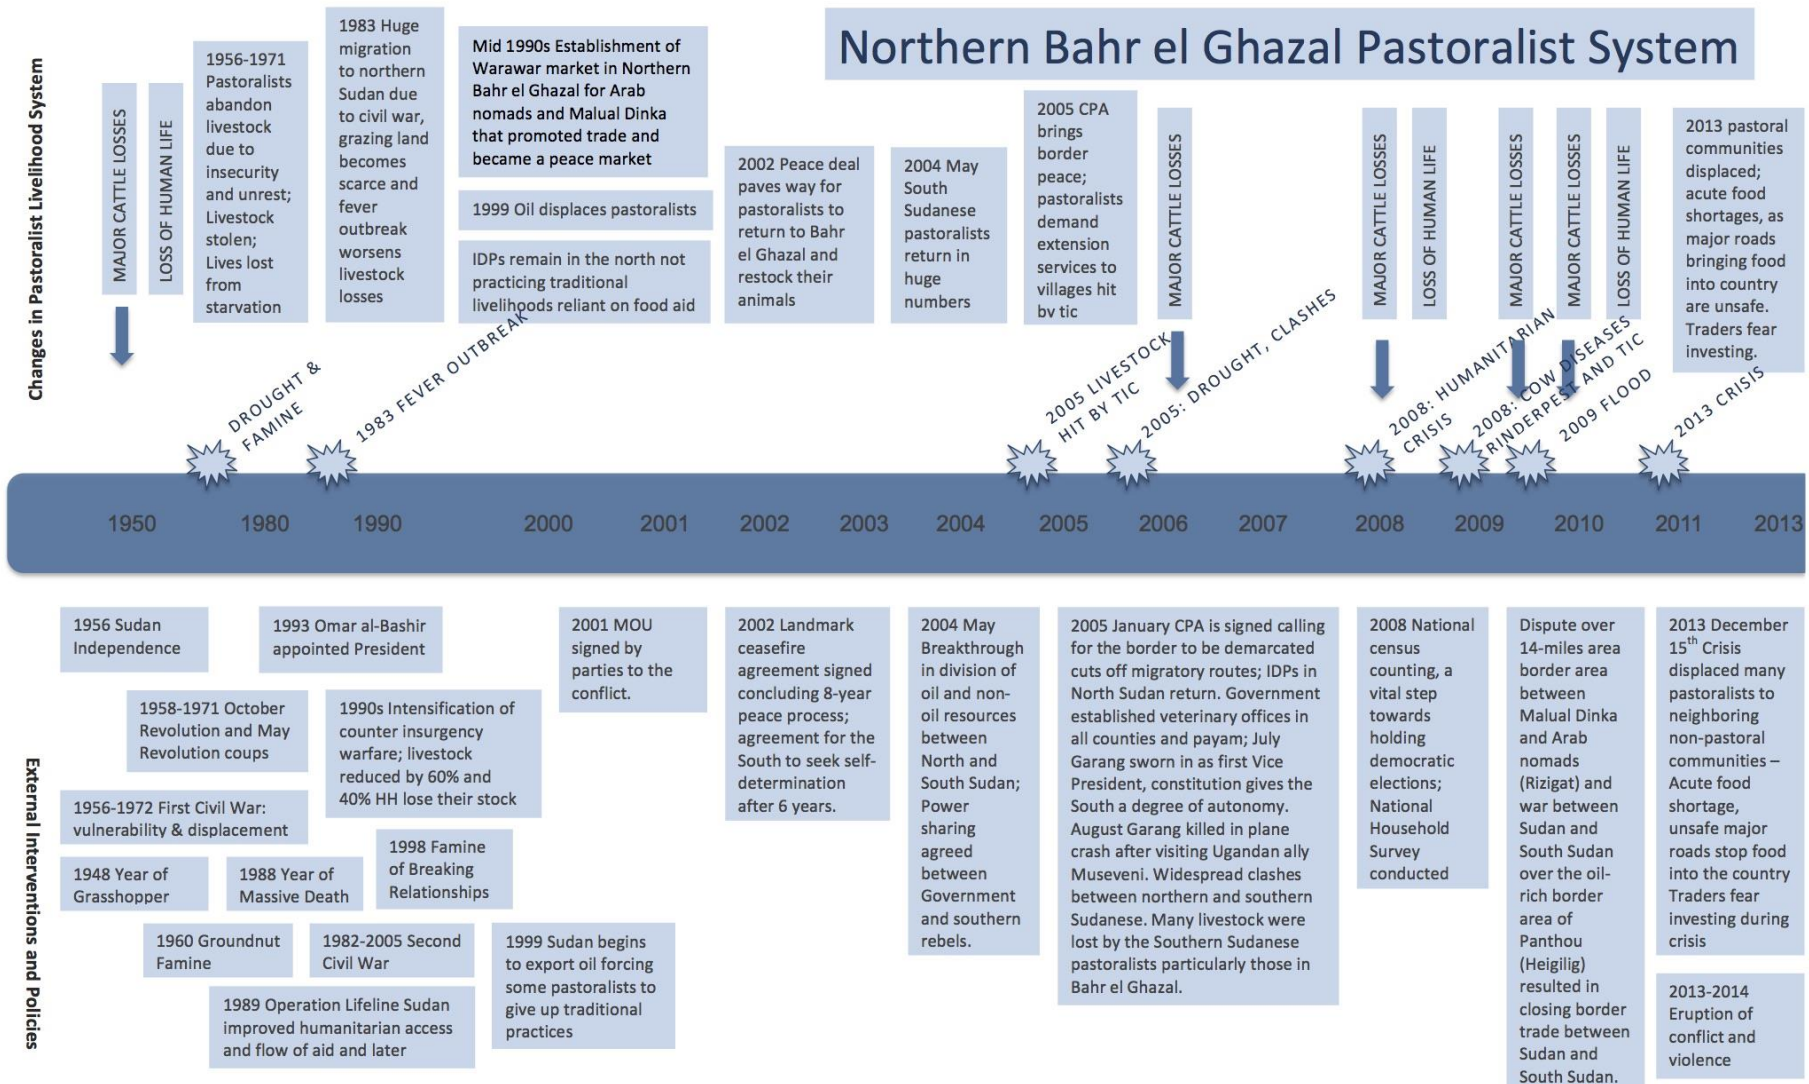 Northern Bahr el Ghazal Pastoralist System
Changes in Pastoralist Livelihood System
MAJOR CATTLE LOSSES
LOSS OF HUMAN LIFE
1956-1971
Pastoralists
abandon
livestock
due to
insecurity
and unrest;
Livestock
stolen;
Lives lost
from
starvation
1983 Huge
migration
to northern
Sudan due
to civil war,
grazing land
becomes
scarce and
fever
outbreak
worsens
livestock
losses
Mid 1990s Establishment of
Warawar market in Northern
Bahr el Ghazal for Arab
nomads and Malual Dinka
that promoted trade and
became a peace market
1999 Oil displaces pastoralists
IDPs remain in the north not
practicing traditional
livelihoods reliant on food aid
2002 Peace deal
paves way for
pastoralists to
return to Bahr
el Ghazal and
restock their
animals
2004 May
South
Sudanese
pastoralists
return in
huge
numbers
2005 CPA
brings
border
peace;
pastoralists
demand
extension
services to
villages hit
by tic
MAJOR CATTLE LOSSES
MAJOR CATTLE LOSSES
LOSS OF HUMAN LIFE
MAJOR CATTLE LOSSES
MAJOR CATTLE LOSSES
LOSS OF HUMAN LIFE
2013 pastoral
communities
displaced;
acute food
shortages, as
major roads
bringing food
into country
are unsafe.
Traders fear
investing.
DROUGHT &
FAMINE
1983 FEVER OUTBREAK
2005 LIVESTOCK
HIT BY TIC
2005: DROUGHT, CLASHES
2008: HUMANITARIAN
CRISIS
2008: COW DISEASES
RINDERPEST AND TIC
2009 FLOOD
2013 CRISIS
1950 1980 1990 2000 2001 2002 2003 2004 2005 2006 2007 2008 2009 2010 2011 2013
External Interventions and Policies
1956 Sudan
Independence
1993 Omar al-Bashir
appointed President
1958-1971 October
Revolution and May
Revolution coups
1990s Intensification of
counter insurgency
warfare; livestock
reduced by 60% and
40% HH lose their stock
1956-1972 First Civil War:
vulnerability & displacement
1948 Year of
Grasshopper
1988 Year of
Massive Death
1998 Famine
of Breaking
Relationships
1960 Groundnut
Famine
1982-2005 Second
Civil War
1989 Operation Lifeline Sudan
improved humanitarian access
and flow of aid and later
1999 Sudan begins
to export oil forcing
some pastoralists to
give up traditional
practices
2001 MOU
signed by
parties to the
conflict.
2002 Landmark
ceasefire
agreement signed
concluding 8-year
peace process;
agreement for the
South to seek self-
determination
after 6 years.
2004 May
Breakthrough
in division of
oil and non-
oil resources
between
North and
South Sudan;
Power
sharing
agreed
between
Government
and southern
rebels.
2005 January CPA is signed calling
for the border to be demarcated
cuts off migratory routes; IDPs in
North Sudan return. Government
established veterinary offices in
all counties and payam; July
Garang sworn in as first Vice
President, constitution gives the
South a degree of autonomy.
August Garang killed in plane
crash after visiting Ugandan ally
Museveni. Widespread clashes
between northern and southern
Sudanese. Many livestock were
lost by the Southern Sudanese
pastoralists particularly those in
Bahr el Ghazal.
2008 National
census
counting, a
vital step
towards
holding
democratic
elections;
National
Household
Survey
conducted
Dispute over
14-miles area
border area
between
Malual Dinka
and Arab
nomads
(Rizigat) and
war between
Sudan and
South Sudan
over the oil-
rich border
area of
Panthou
(Heigilig)
resulted in
closing border
trade between
Sudan and
South Sudan.
2013 December
15th Crisis
displaced many
pastoralists to
neighboring
non-pastoral
communities –
Acute food
shortage,
unsafe major
roads stop food
into the country
Traders fear
investing during
crisis
2013-2014
Eruption of
conflict and
violence